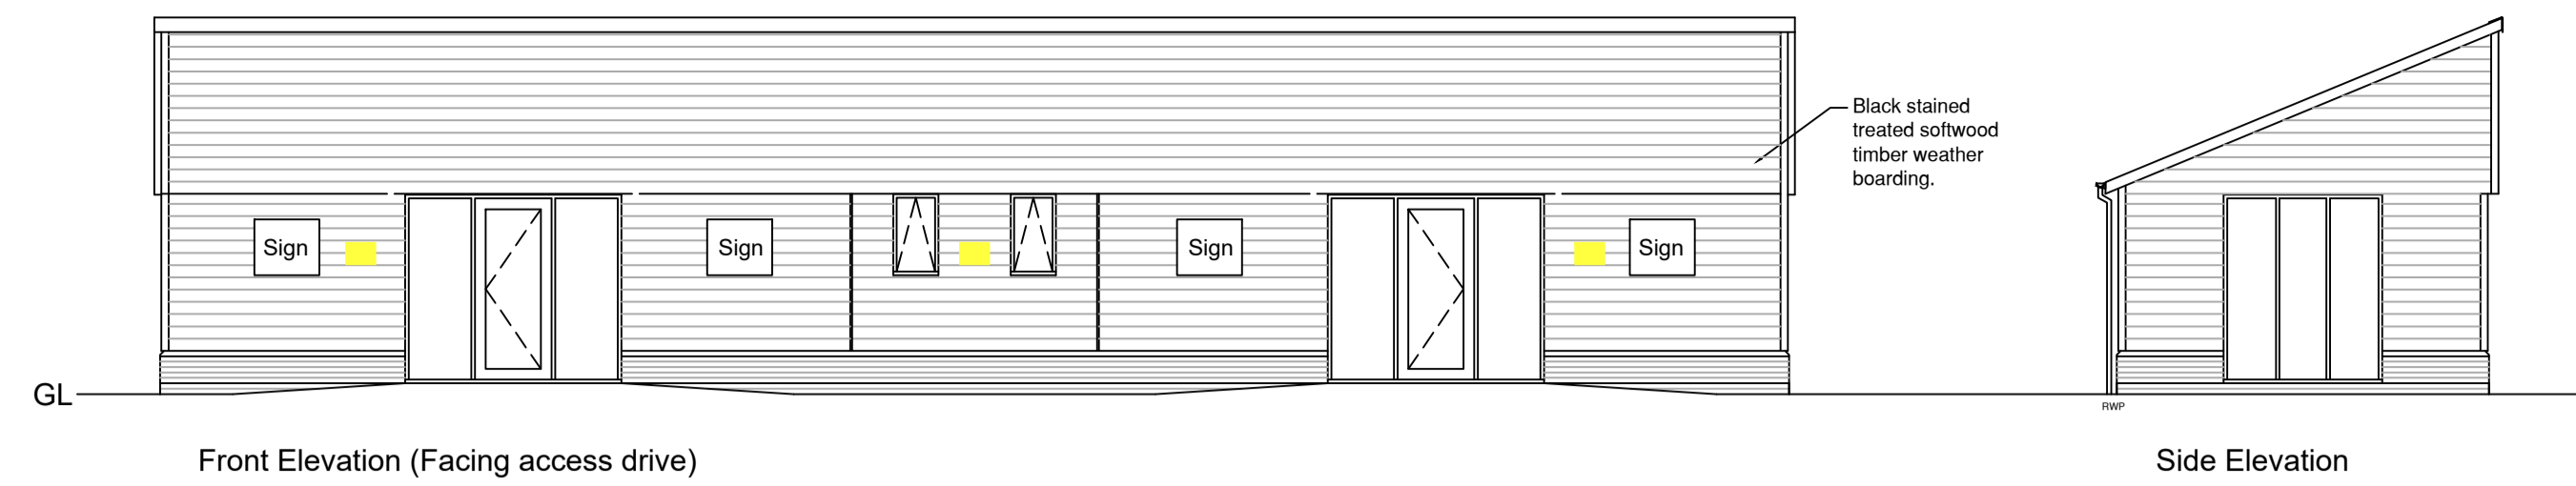 Black stained
treated softwood
timber weather
boarding.
Sign
Sign
Sign
Sign
GL
RWP
Front Elevation (Facing access drive)
Side Elevation